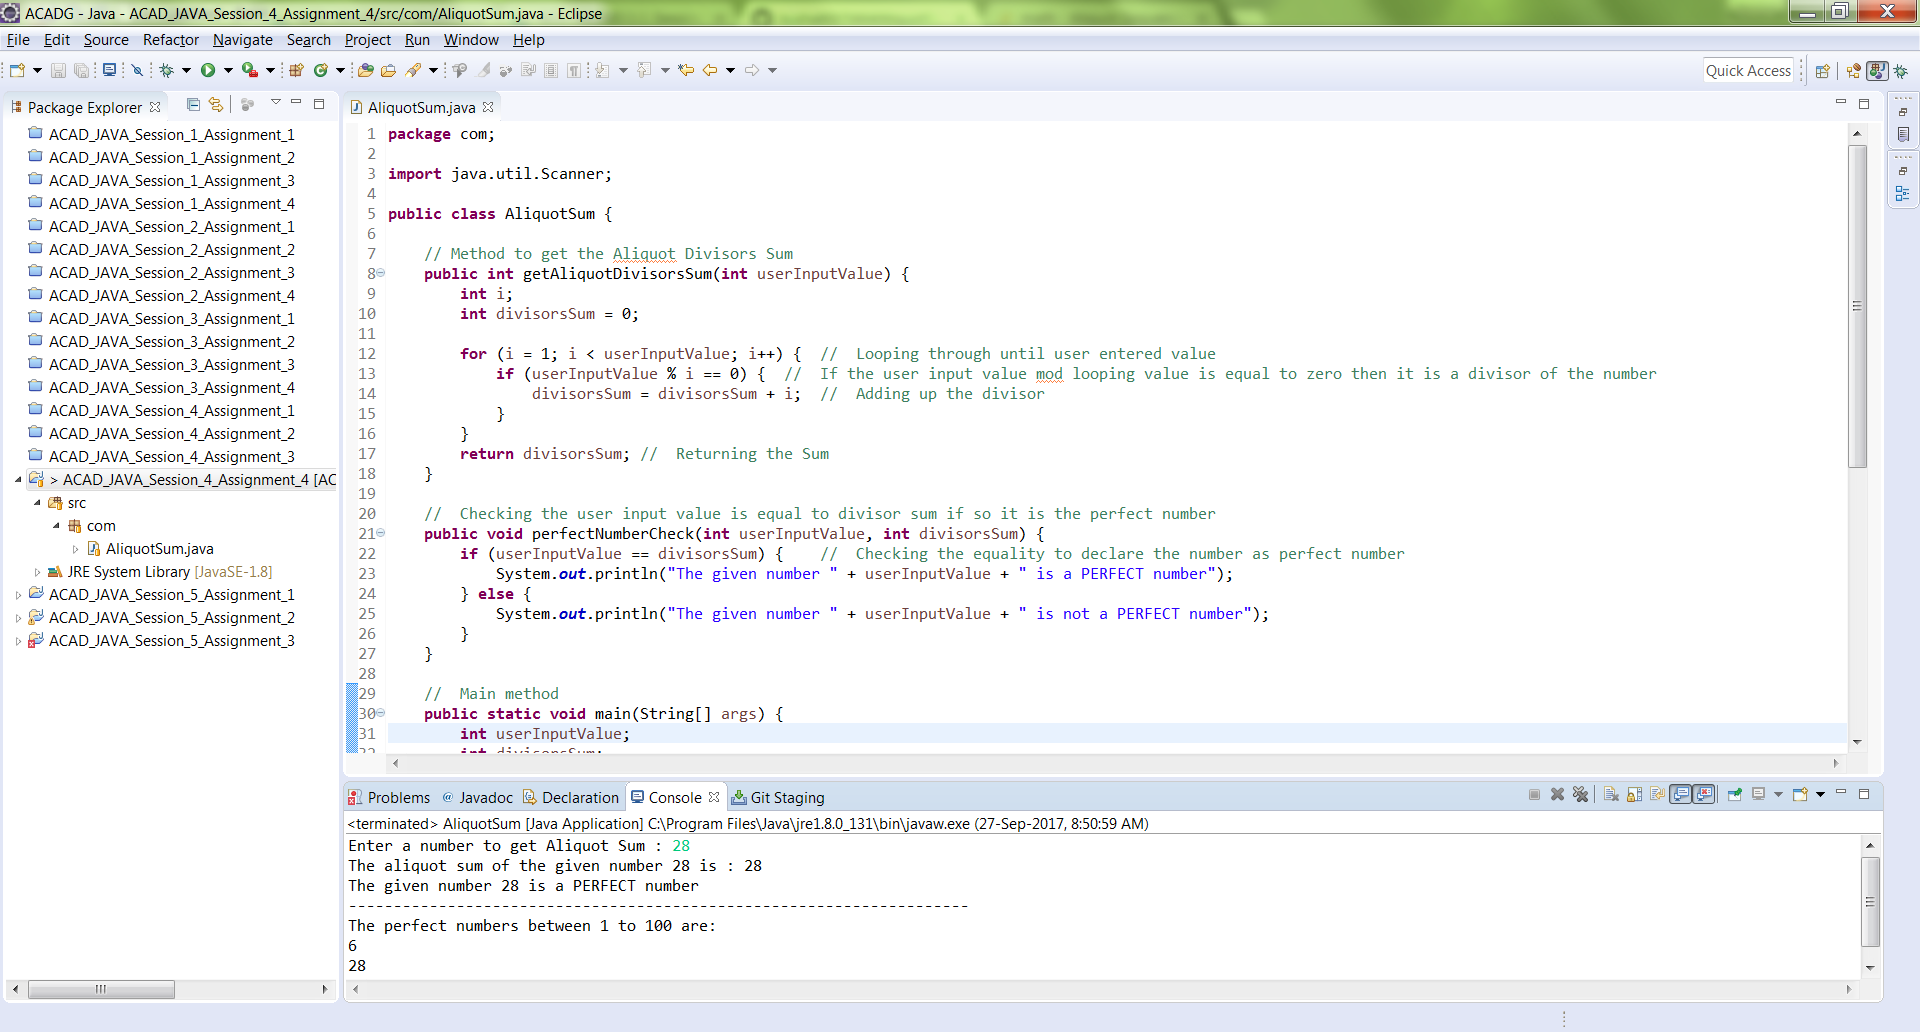 ACADG - Java - ACAD_JAVA_Session_4_Assignment_4/src/com/AliquotSum.java - Eclipse
File Edit Source Refactor Navigate Search Project Run Window Help
Quick Access
Package Explorer
ACAD_JAVA_Session_1_Assignment_1
ACAD_JAVA_Session_1_Assignment_2
ACAD_JAVA_Session_1_Assignment_3
ACAD_JAVA_Session_1_Assignment_4
ACAD_JAVA_Session_2_Assignment_1
ACAD_JAVA_Session_2_Assignment_2
ACAD_JAVA_Session_2_Assignment_3
ACAD_JAVA_Session_2_Assignment_4
ACAD_JAVA_Session_3_Assignment_1
ACAD_JAVA_Session_3_Assignment_2
ACAD_JAVA_Session_3_Assignment_3
ACAD_JAVA_Session_3_Assignment_4
ACAD_JAVA_Session_4_Assignment_1
ACAD_JAVA_Session_4_Assignment_2
ACAD_JAVA_Session_4_Assignment_3
> ACAD_JAVA_Session_4_Assignment_4 [AC
src
com
AliquotSum.java
JRE System Library [JavaSE-1.8]
ACAD_JAVA_Session_5_Assignment_1
ACAD_JAVA_Session_5_Assignment_2
ACAD_JAVA_Session_5_Assignment_3
AliquotSum.java
1 package com;
2
3 import java.util.Scanner;
4
5 public class AliquotSum {
6
7     // Method to get the Aliquot Divisors Sum
8     public int getAliquotDivisorsSum(int userInputValue) {
9         int i;
10         int divisorsSum = 0;
11
12         for (i = 1; i < userInputValue; i++) {  //  Looping through until user entered value
13             if (userInputValue % i == 0) {  //  If the user input value mod looping value is equal to zero then it is a divisor of the number
14                 divisorsSum = divisorsSum + i;  //  Adding up the divisor
15             }
16         }
17         return divisorsSum; //  Returning the Sum
18     }
19
20     //  Checking the user input value is equal to divisor sum if so it is the perfect number
21     public void perfectNumberCheck(int userInputValue, int divisorsSum) {
22         if (userInputValue == divisorsSum) {    //  Checking the equality to declare the number as perfect number
23             System.out.println("The given number " + userInputValue + " is a PERFECT number");
24         } else {
25             System.out.println("The given number " + userInputValue + " is not a PERFECT number");
26         }
27     }
28
29     //  Main method
30     public static void main(String[] args) {
31         int userInputValue;
32         int divisorsSum;
Problems @ Javadoc Declaration Console Git Staging
<terminated> AliquotSum [Java Application] C:\Program Files\Java\jre1.8.0_131\bin\javaw.exe (27-Sep-2017, 8:50:59 AM)
Enter a number to get Aliquot Sum : 28
The aliquot sum of the given number 28 is : 28
The given number 28 is a PERFECT number
---------------------------------------------------------------------
The perfect numbers between 1 to 100 are:
6
28